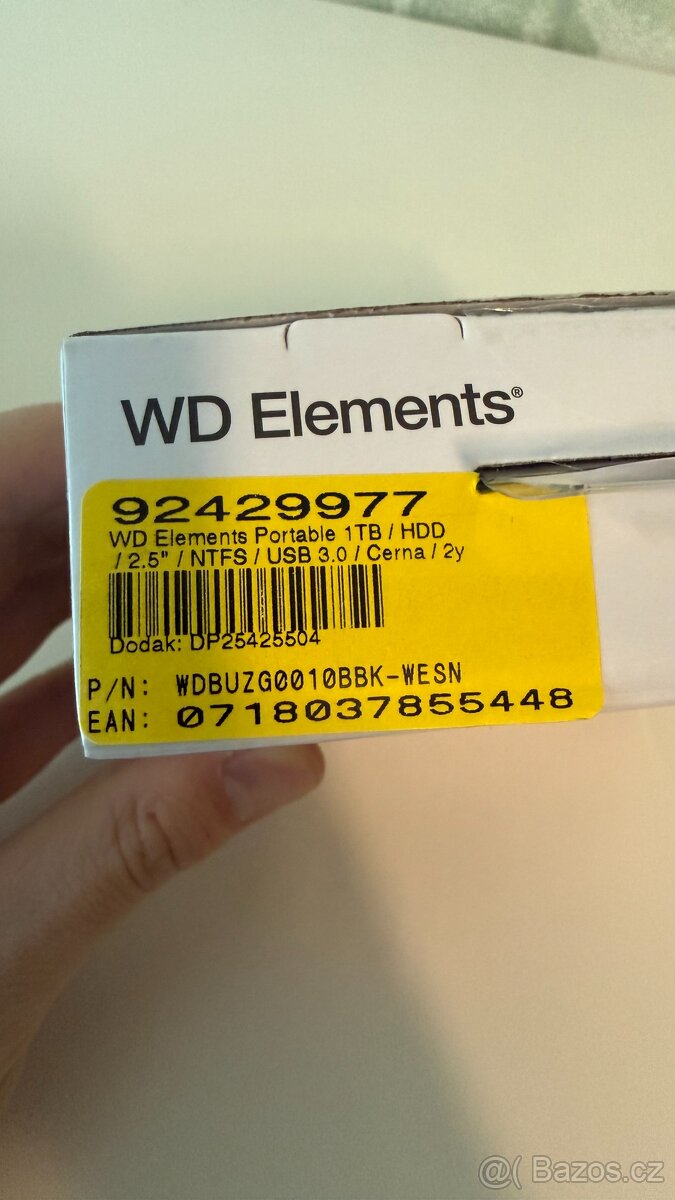 WD Elements®
92429977
WD Elements Portable 1TB / HDD
/ 2.5" / NTFS / USB 3.0 / Cerna / 2y
Dodak: DP25425504
P/N: WDBUZG0010BBK-WESN
EAN: 0718037855448
@( Bazos.cz